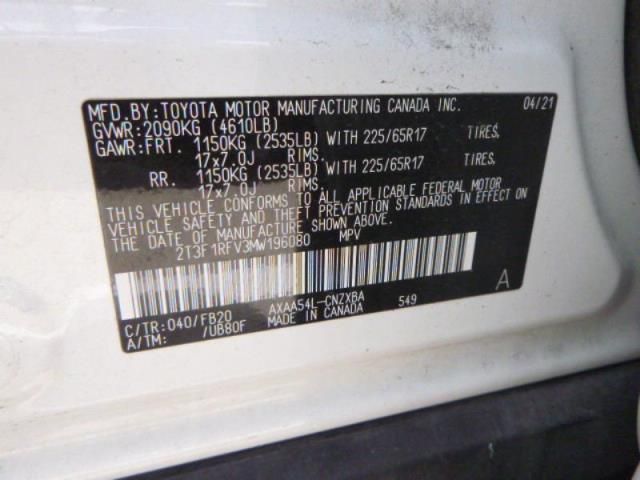 MFD.BY:TOYOTA MOTOR MANUFACTURING CANADA INC. 04/21
GVWR:2090KG (4610LB)
GAWR:FRT. 1150KG (2535LB) WITH 225/65R17 TIRES,
17x7.0J RIMS.
RR. 1150KG (2535LB) WITH 225/65R17 TIRES,
17x7.0J RIMS.
THIS VEHICLE CONFORMS TO ALL APPLICABLE FEDERAL MOTOR
VEHICLE SAFETY AND THEFT PREVENTION STANDARDS IN EFFECT
ON THE DATE OF MANUFACTURE SHOWN ABOVE.
2T3F1RFV3MW196080 MPV
A
C/TR:040/FB20 AXAA54L-CNZXBA 549
A/TM: /UB80F MADE IN CANADA